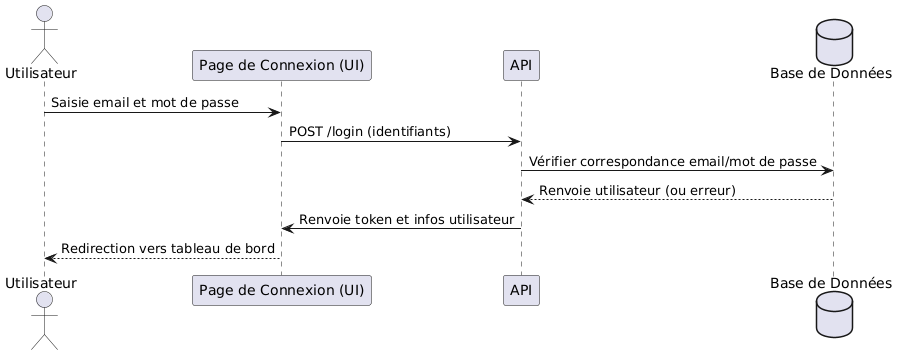 Utilisateur
Page de Connexion (UI)
API
Base de Données
Saisie email et mot de passe
POST /login (identifiants)
Vérifier correspondance email/mot de passe
Renvoie utilisateur (ou erreur)
Renvoie token et infos utilisateur
Redirection vers tableau de bord
Utilisateur
Page de Connexion (UI)
API
Base de Données